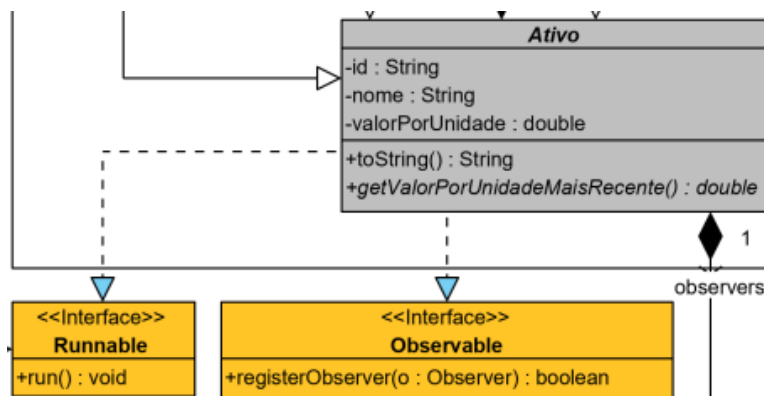 Ativo
-id : String
-nome : String
-valorPorUnidade : double
+toString() : String
+getValorPorUnidadeMaisRecente() : double
1
observers
<<Interface>>
Runnable
+run() : void
<<Interface>>
Observable
+registerObserver(o : Observer) : boolean